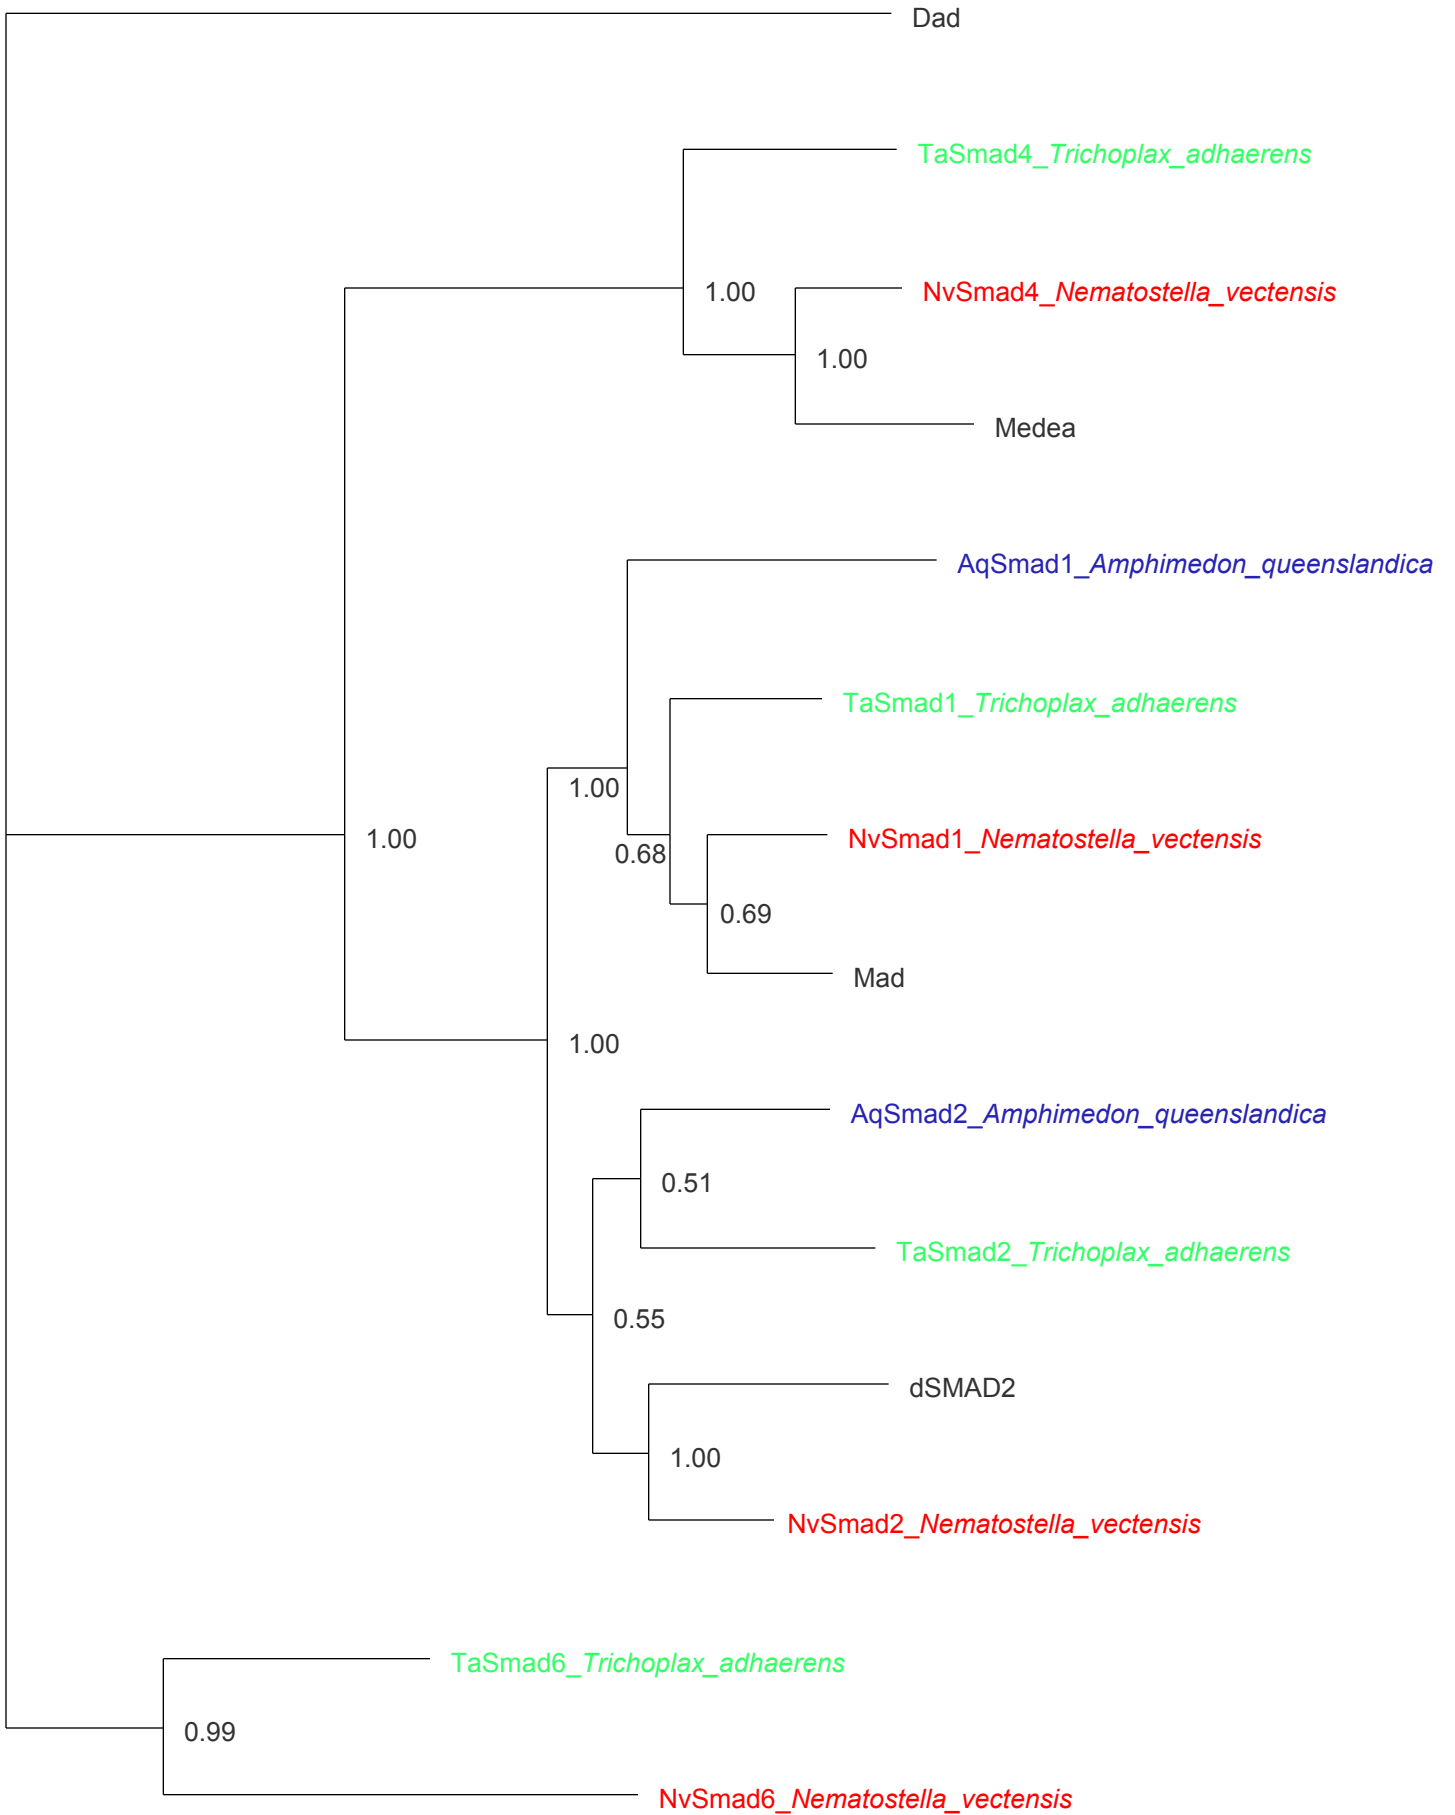 Dad
TaSmad4_Trichoplax_adhaerens
1.00
NvSmad4_Nematostella_vectensis
1.00
Medea
AqSmad1_Amphimedon_queenslandica
TaSmad1_Trichoplax_adhaerens
1.00
1.00
NvSmad1_Nematostella_vectensis
0.68
0.69
Mad
1.00
AqSmad2_Amphimedon_queenslandica
0.51
TaSmad2_Trichoplax_adhaerens
0.55
dSMAD2
1.00
NvSmad2_Nematostella_vectensis
TaSmad6_Trichoplax_adhaerens
0.99
NvSmad6_Nematostella_vectensis